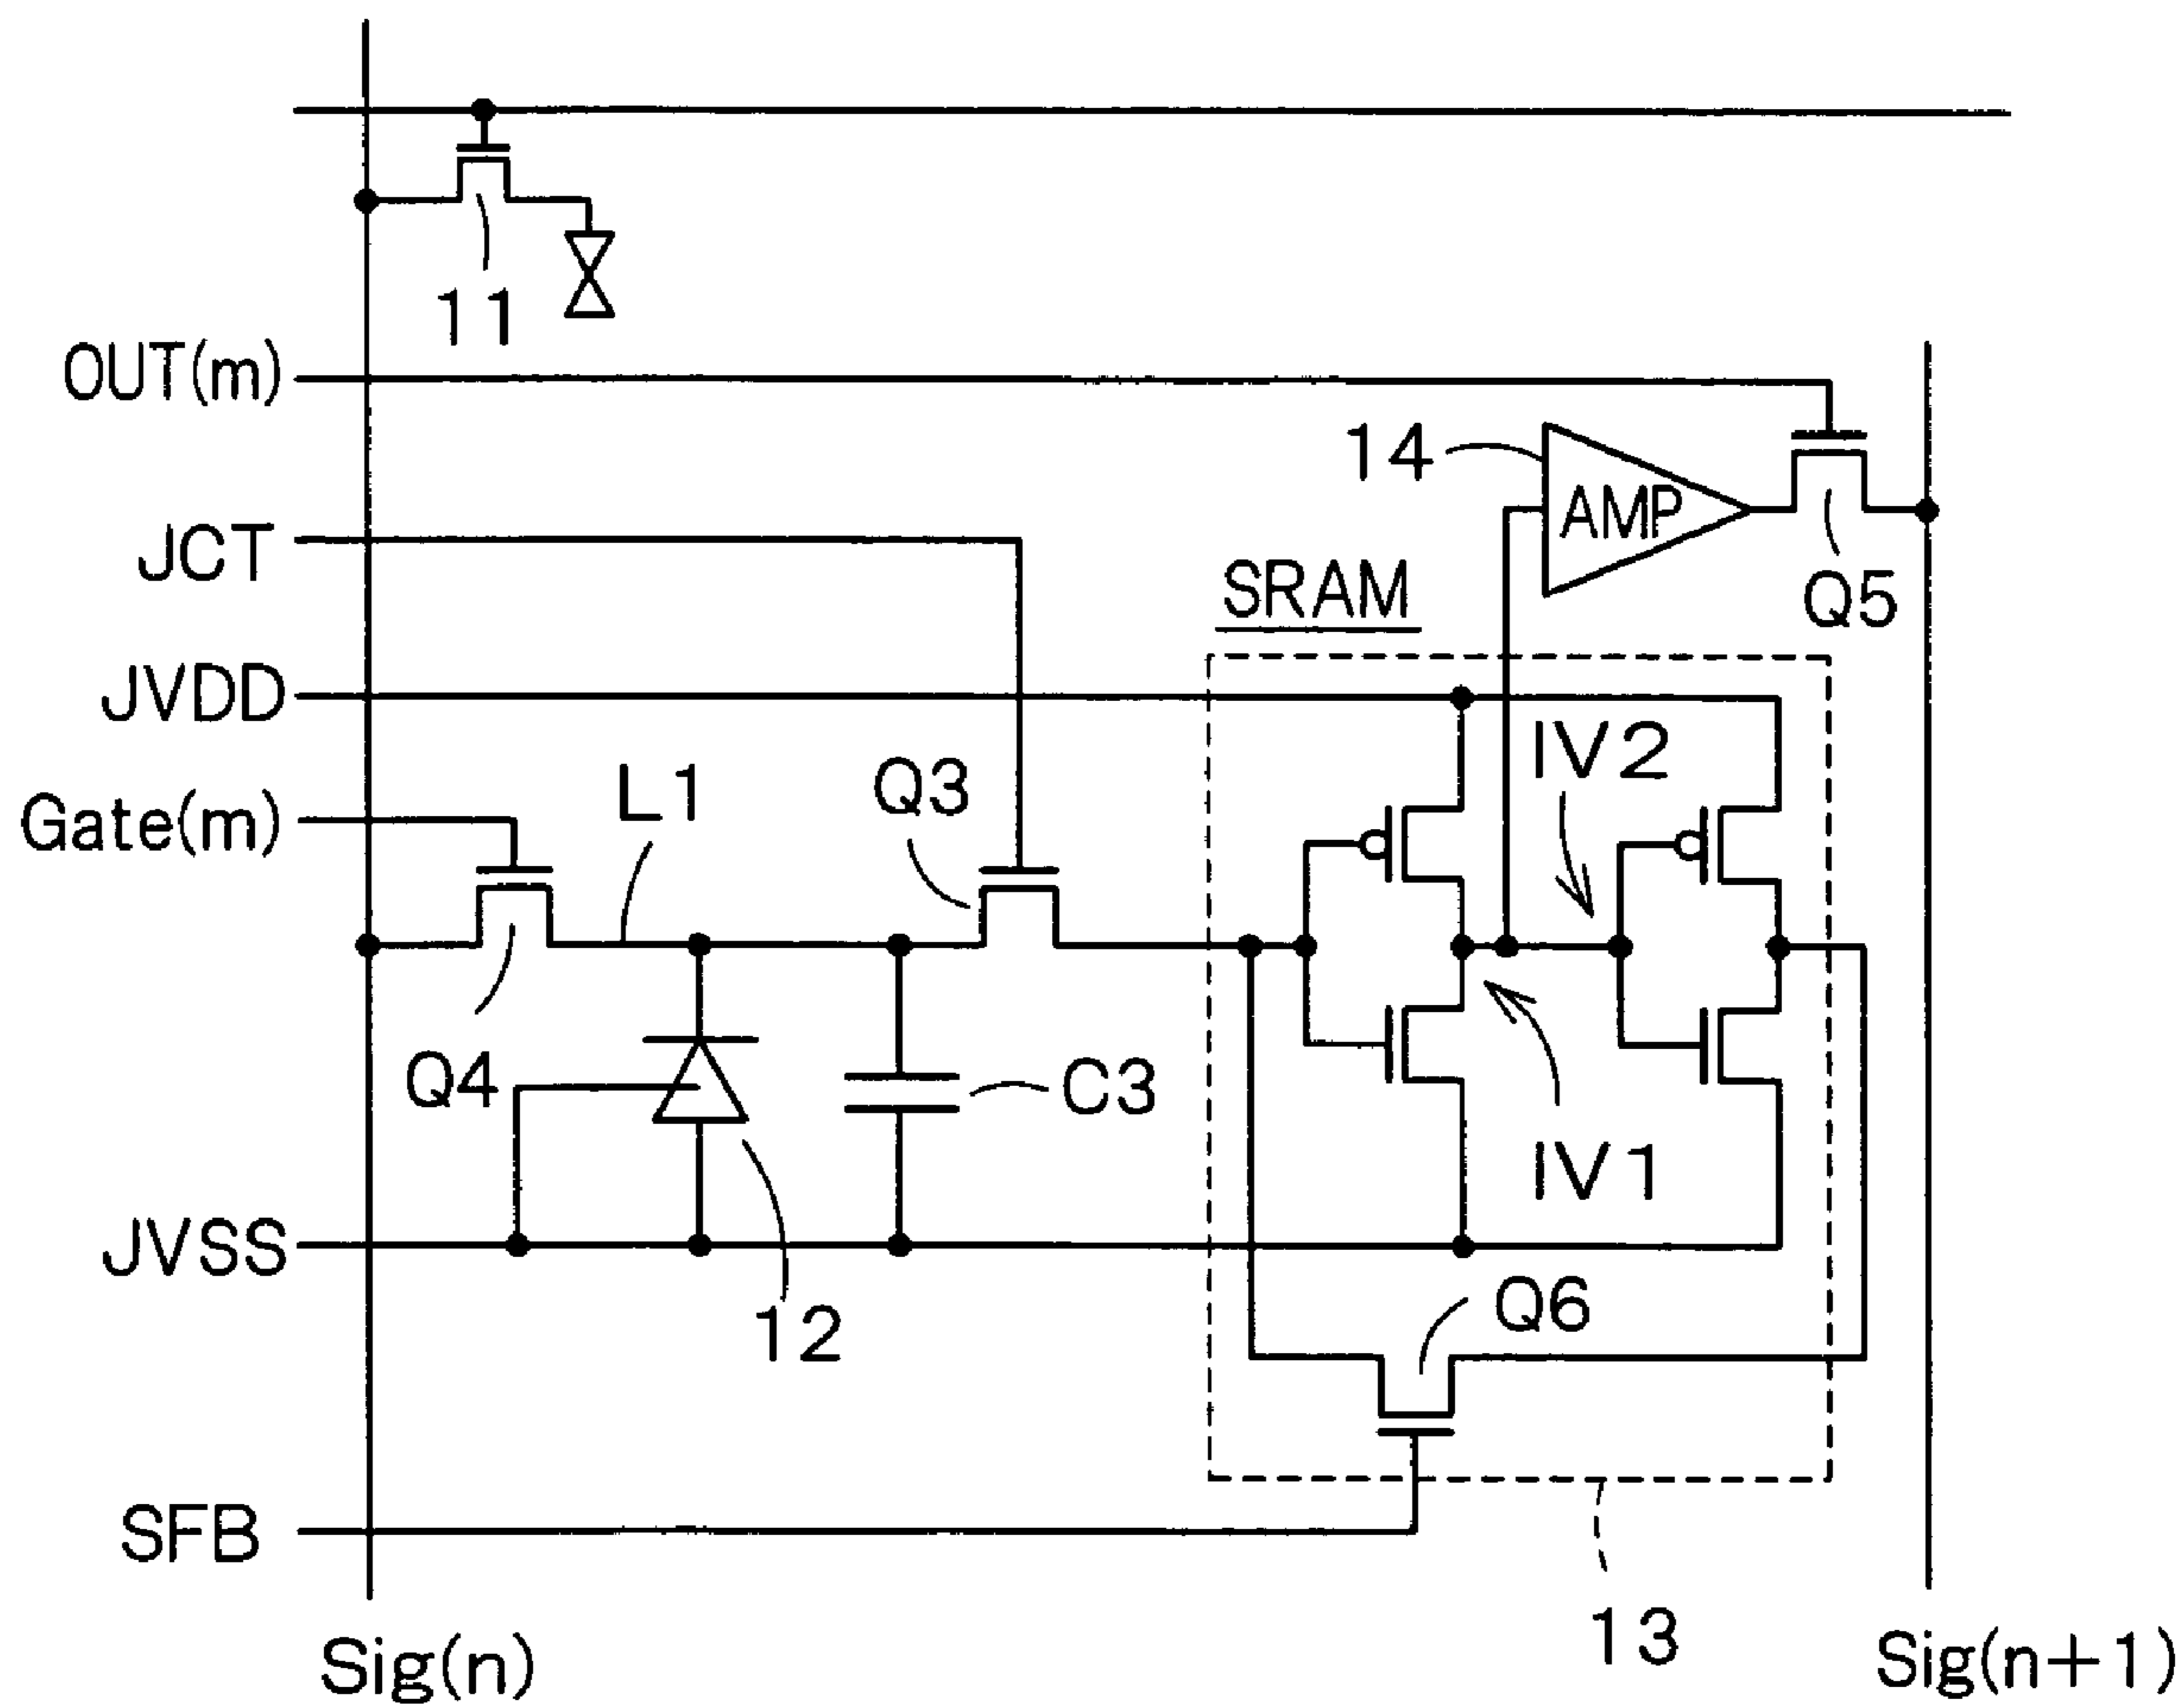 11
OUT(m)
14
AMP
JCT
SRAM
Q5
JVDD
IV2
Gate(m)
L1
Q3
Q4
C3
IV1
JVSS
12
Q6
SFB
13
Sig(n)
Sig(n+1)